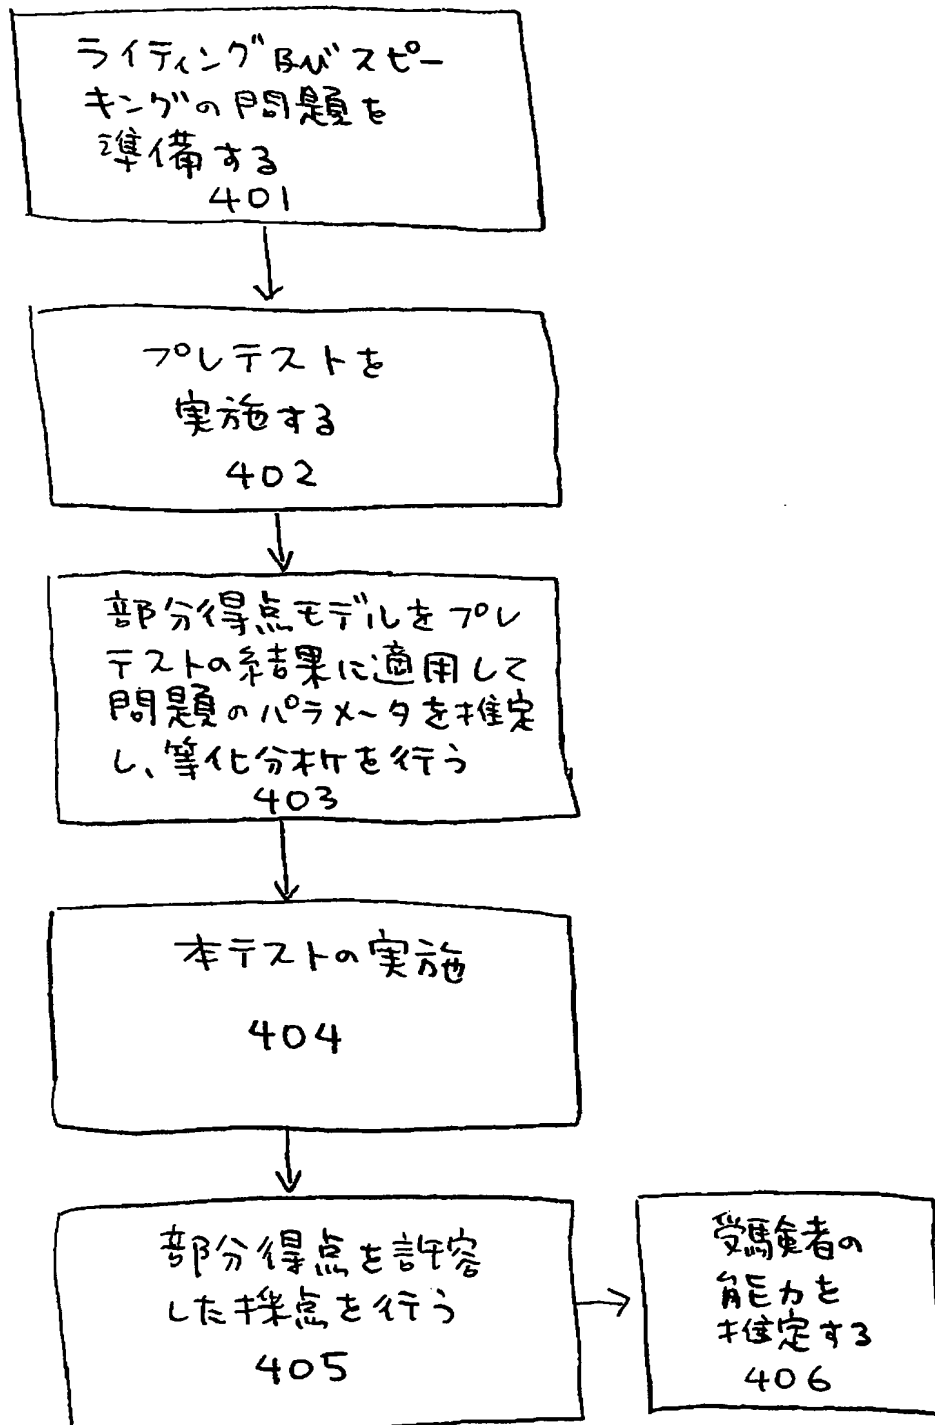 ライティング及びスピー
キングの問題を
準備する
401
プレテストを
実施する
402
部分得点モデルをプレ
テストの結果に適用して
問題のパラメータを推定
し、等化分析を行う
403
本テストの実施
404
部分得点を許容
した採点を行う
405
受験者の
能力を
推定する
406